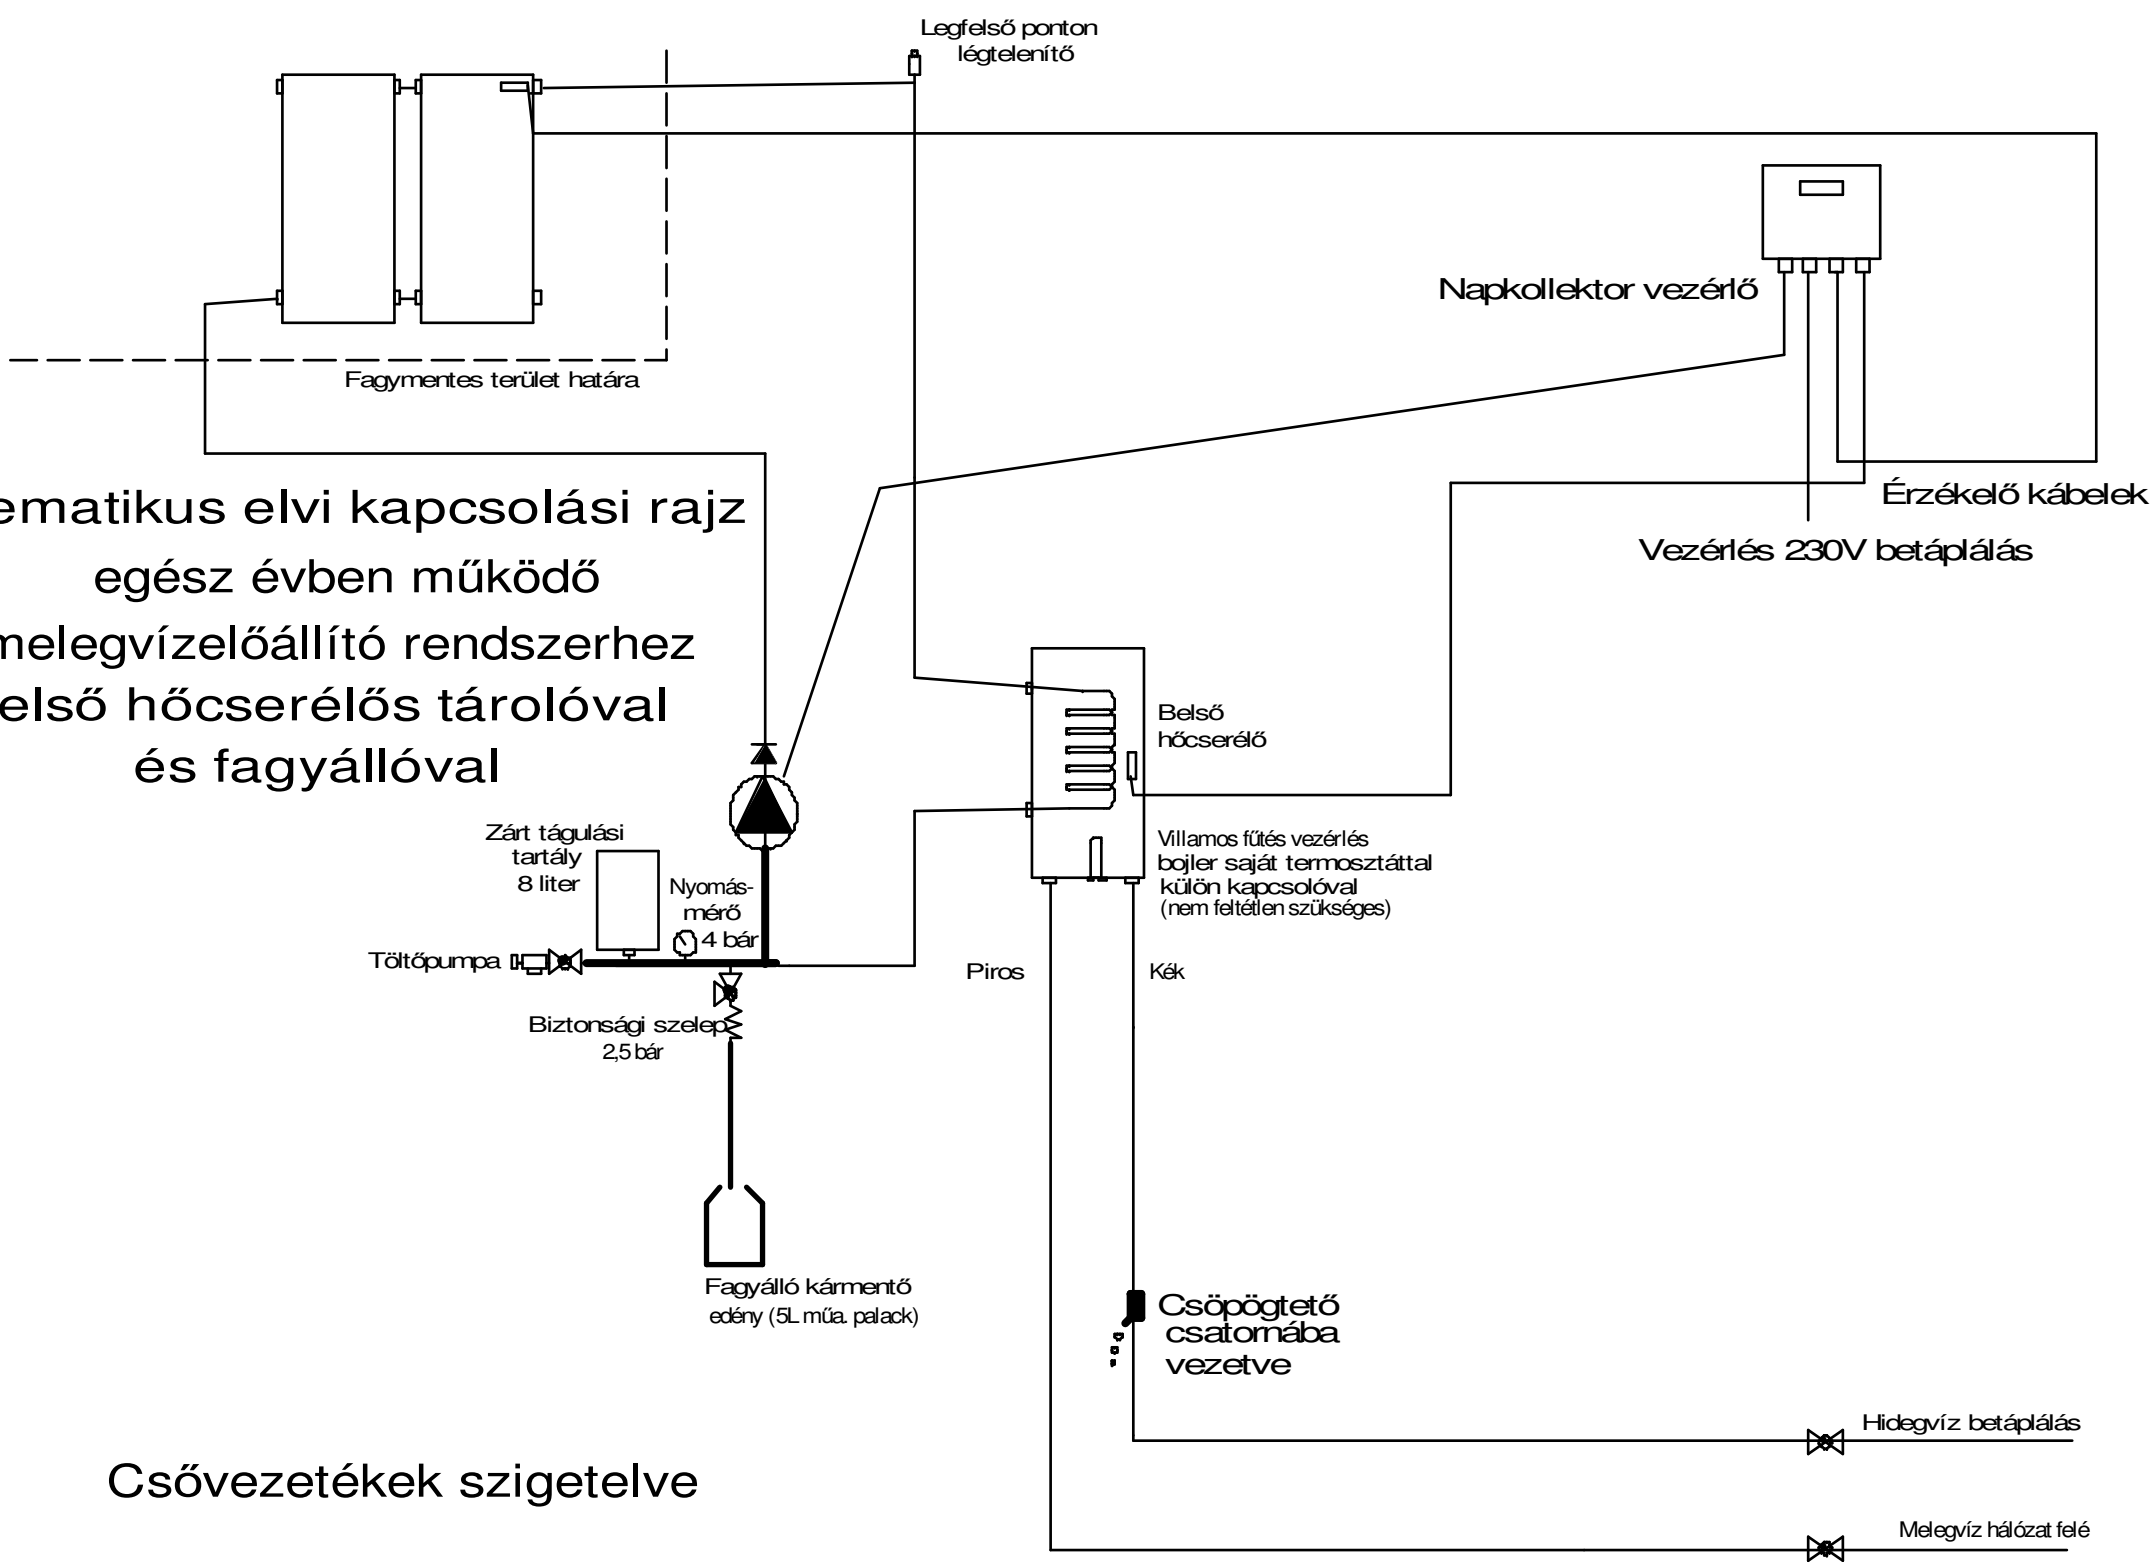 Legfelső ponton
légtelenítő
Napkollektor vezérlő
Fagymentes terület határa
Érzékelő kábelek
Vezérlés 230V betáplálás
ematikus elvi kapcsolási rajz
egész évben működő
melegvízelőállító rendszerhez
első hőcserélős tárolóval
és fagyállóval
Belső
hőcserélő
Zárt tágulási
tartály
8 liter
Nyomás-
mérő
4 bár
Villamos fűtés vezérlés
bojler saját termosztáttal
külön kapcsolóval
(nem feltétlen szükséges)
Töltőpumpa
Piros
Kék
Biztonsági szelep
2,5 bár
Fagyálló kármentő
edény (5L műa. palack)
Csöpögtető
csatornába
vezetve
Hidegvíz betáplálás
Csővezetékek szigetelve
Melegvíz hálózat felé